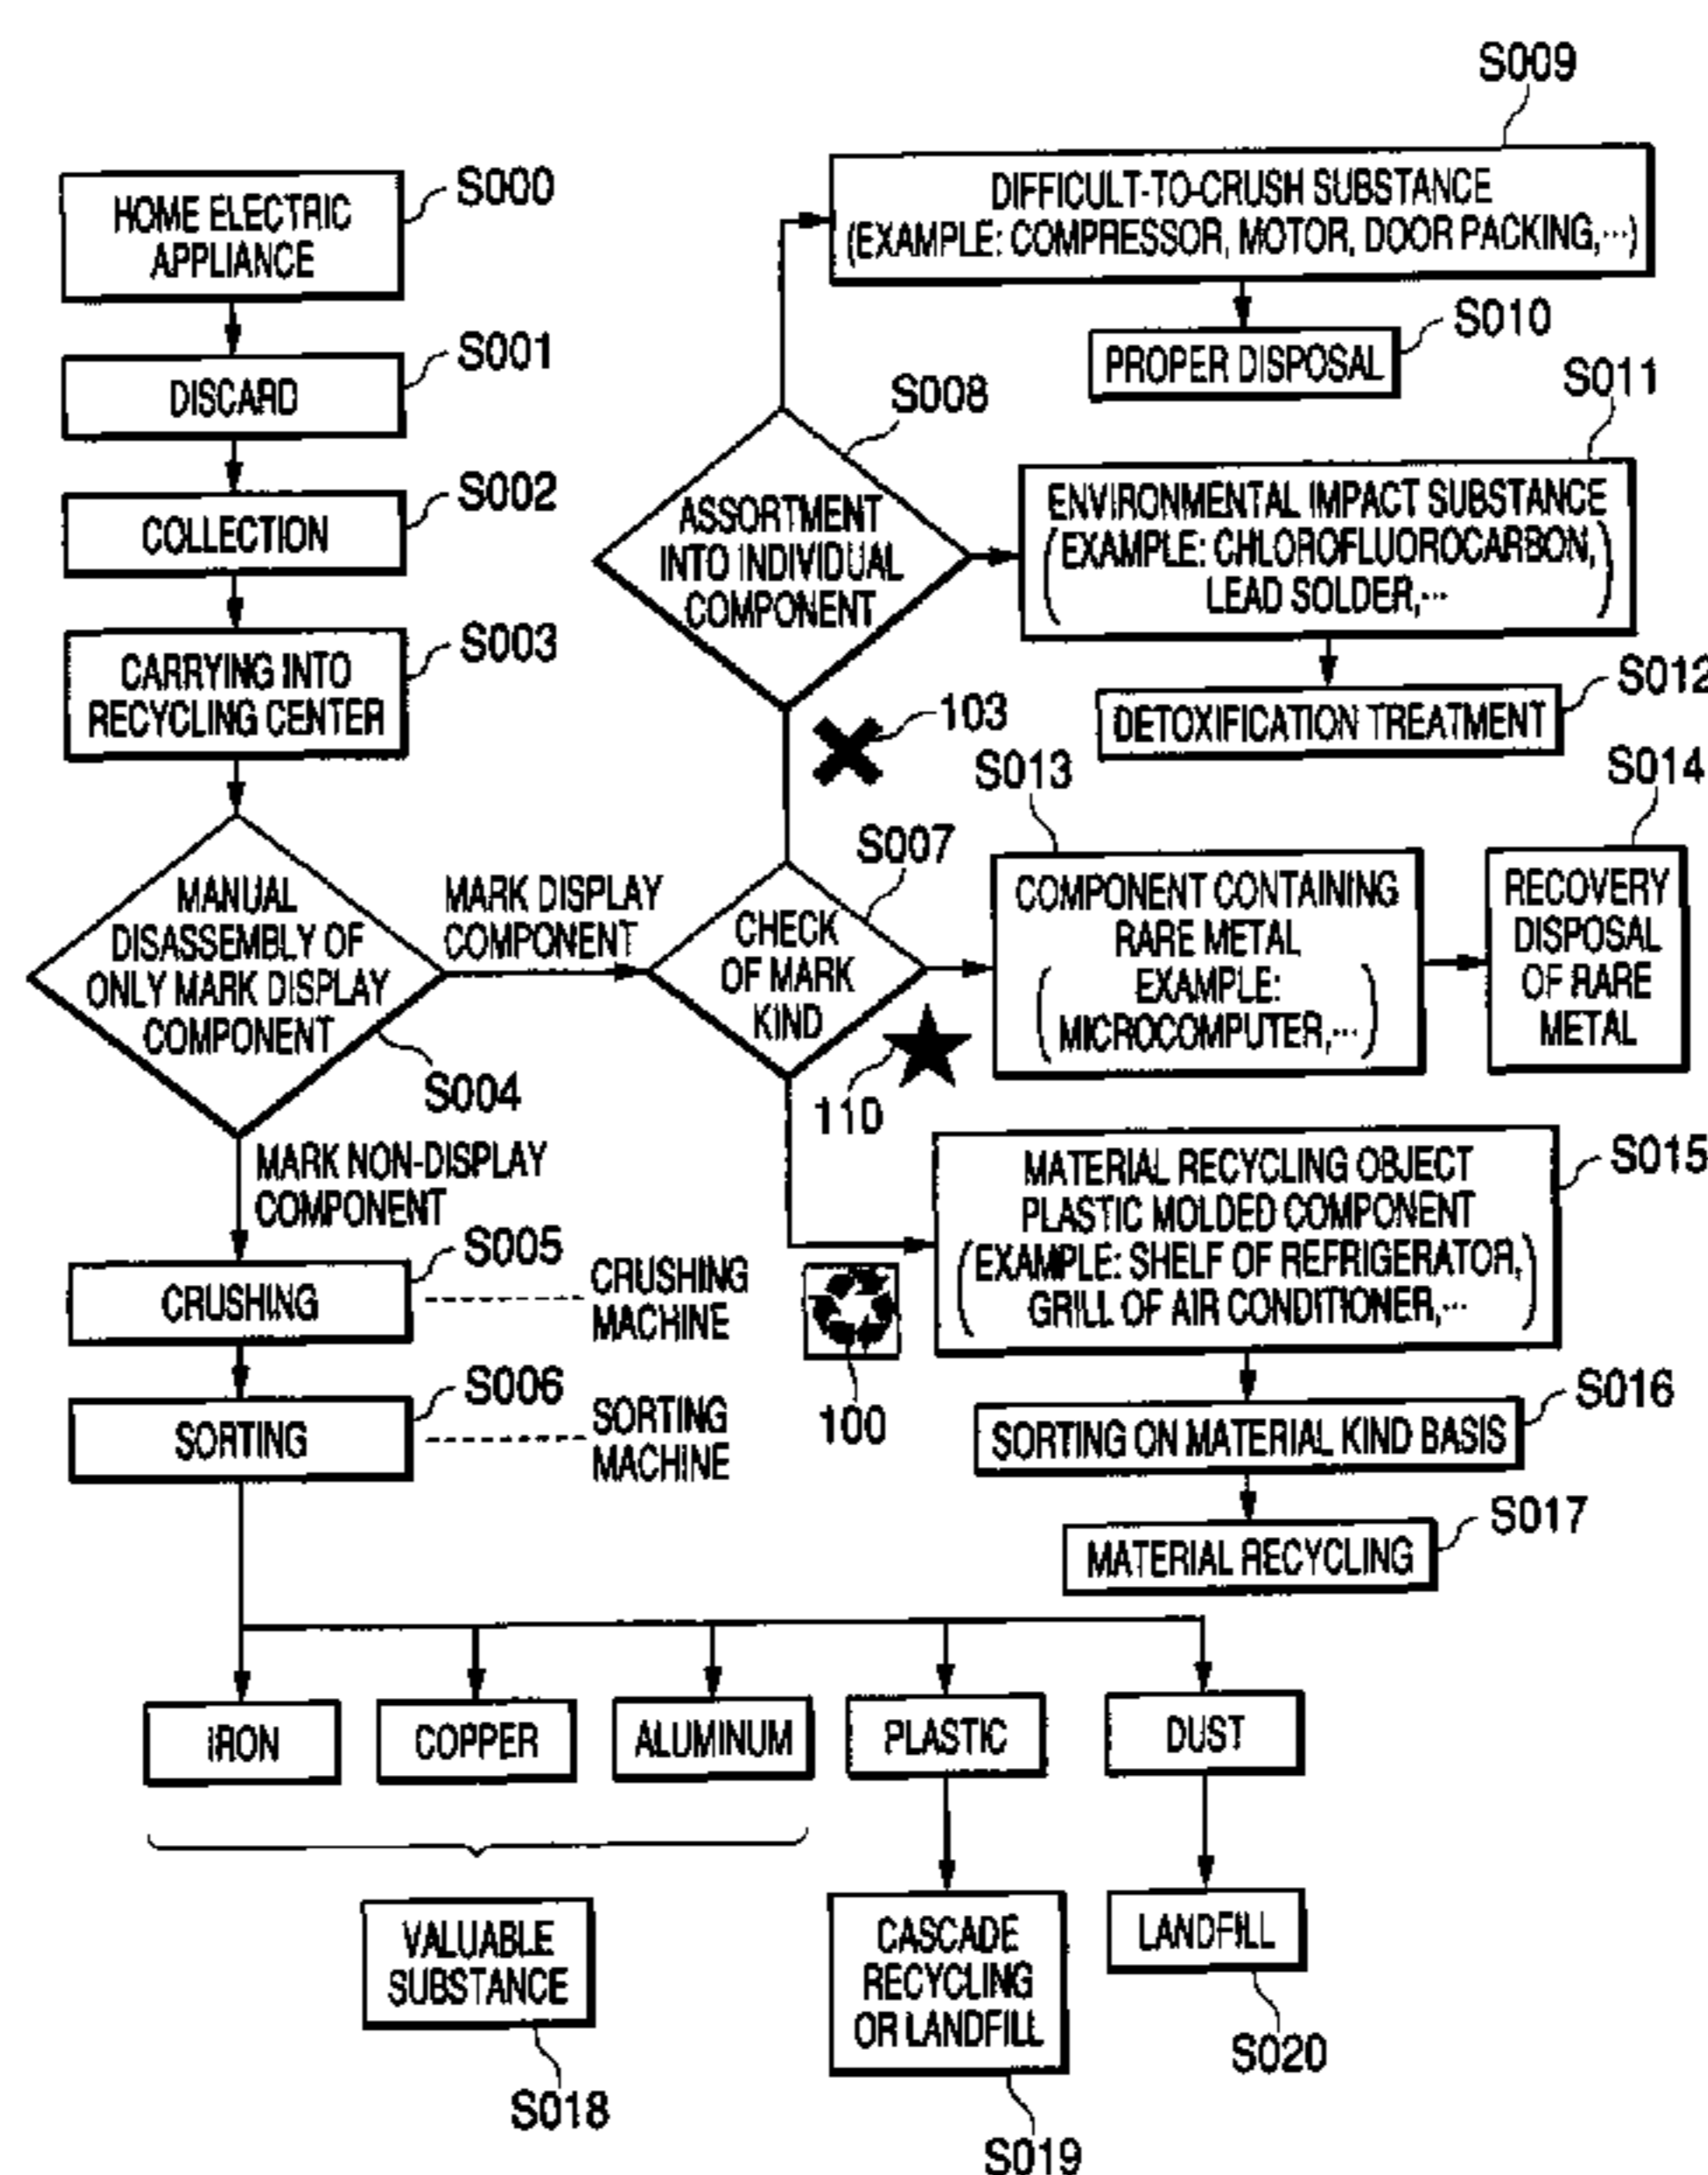 S000
HOME ELECTRIC
APPLIANCE
S001
DISCARD
S002
COLLECTION
S003
CARRYING INTO
RECYCLING CENTER
MANUAL
DISASSEMBLY OF
ONLY MARK DISPLAY
COMPONENT
S004
MARK DISPLAY
COMPONENT
MARK NON-DISPLAY
COMPONENT
S005
CRUSHING
CRUSHING
MACHINE
S006
SORTING
SORTING
MACHINE
S007
CHECK
OF MARK
KIND
103
S008
ASSORTMENT
INTO INDIVIDUAL
COMPONENT
S009
DIFFICULT-TO-CRUSH SUBSTANCE
(EXAMPLE: COMPRESSOR, MOTOR, DOOR PACKING,···)
S010
PROPER DISPOSAL
S011
ENVIRONMENTAL IMPACT SUBSTANCE
(EXAMPLE: CHLOROFLUOROCARBON,
LEAD SOLDER,···)
S012
DETOXIFICATION TREATMENT
S013
COMPONENT CONTAINING
RARE METAL
(EXAMPLE:
MICROCOMPUTER,···)
S014
RECOVERY
DISPOSAL
OF RARE
METAL
110
S015
MATERIAL RECYCLING OBJECT
PLASTIC MOLDED COMPONENT
(EXAMPLE: SHELF OF REFRIGERATOR,
GRILL OF AIR CONDITIONER,···)
100
S016
SORTING ON MATERIAL KIND BASIS
S017
MATERIAL RECYCLING
IRON
COPPER
ALUMINUM
PLASTIC
DUST
VALUABLE
SUBSTANCE
S018
CASCADE
RECYCLING
OR LANDFILL
S019
LANDFILL
S020